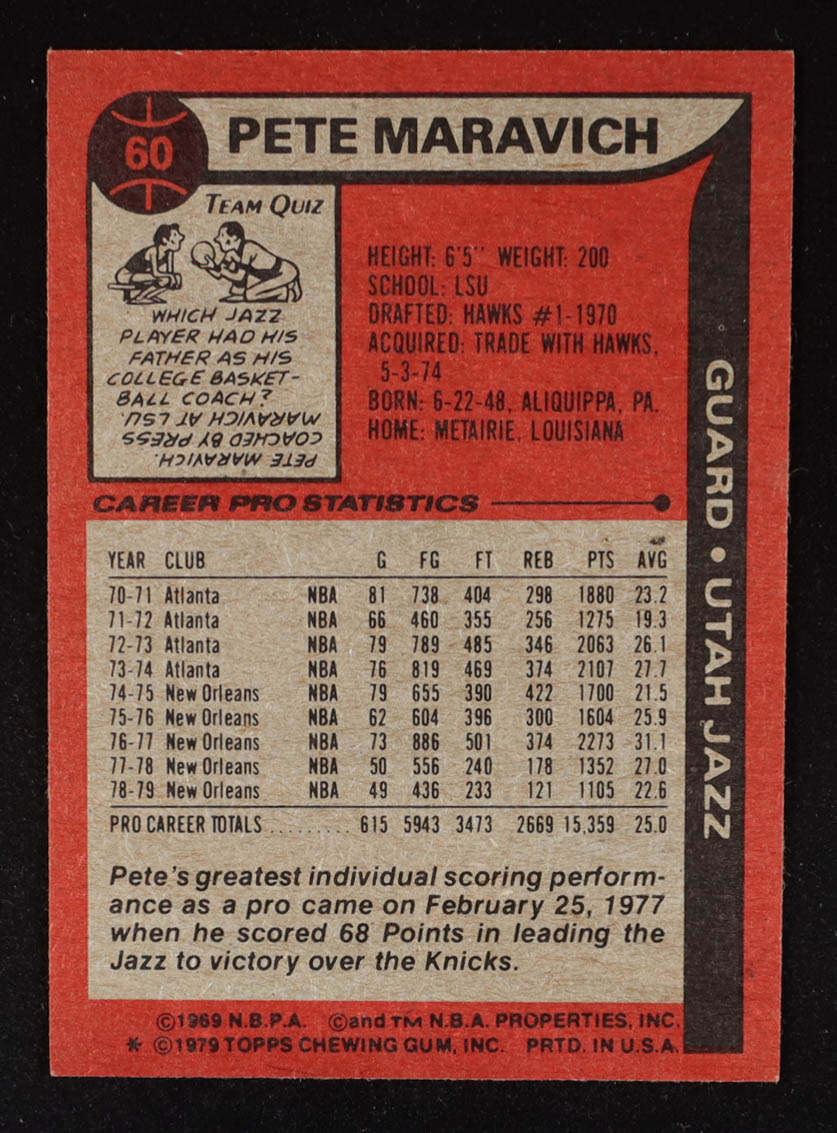 60
PETE MARAVICH
TEAM QUIZ
WHICH JAZZ
PLAYER HAD HIS
FATHER AS HIS
COLLEGE BASKET-
BALL COACH?
PETE MARAVICH.
COACHED BY PRESS
MARAVICH AT LSU.
HEIGHT: 6'5" WEIGHT: 200
SCHOOL: LSU
DRAFTED: HAWKS #1-1970
ACQUIRED: TRADE WITH HAWKS,
5-3-74
BORN: 6-22-48, ALIQUIPPA, PA.
HOME: METAIRIE, LOUISIANA
GUARD • UTAH JAZZ
CAREER PRO STATISTICS
YEAR CLUB G FG FT REB PTS AVG
70-71 Atlanta NBA 81 738 404 298 1880 23.2
71-72 Atlanta NBA 66 460 355 256 1275 19.3
72-73 Atlanta NBA 79 789 485 346 2063 26.1
73-74 Atlanta NBA 76 819 469 374 2107 27.7
74-75 New Orleans NBA 79 655 390 422 1700 21.5
75-76 New Orleans NBA 62 604 396 300 1604 25.9
76-77 New Orleans NBA 73 886 501 374 2273 31.1
77-78 New Orleans NBA 50 556 240 178 1352 27.0
78-79 New Orleans NBA 49 436 233 121 1105 22.6
PRO CAREER TOTALS ......... 615 5943 3473 2669 15,359 25.0
Pete's greatest individual scoring perform-
ance as a pro came on February 25, 1977
when he scored 68 Points in leading the
Jazz to victory over the Knicks.
©1969 N.B.P.A. ©and TM N.B.A. PROPERTIES, INC.
* ©1979 TOPPS CHEWING GUM, INC. PRTD. IN U.S.A.